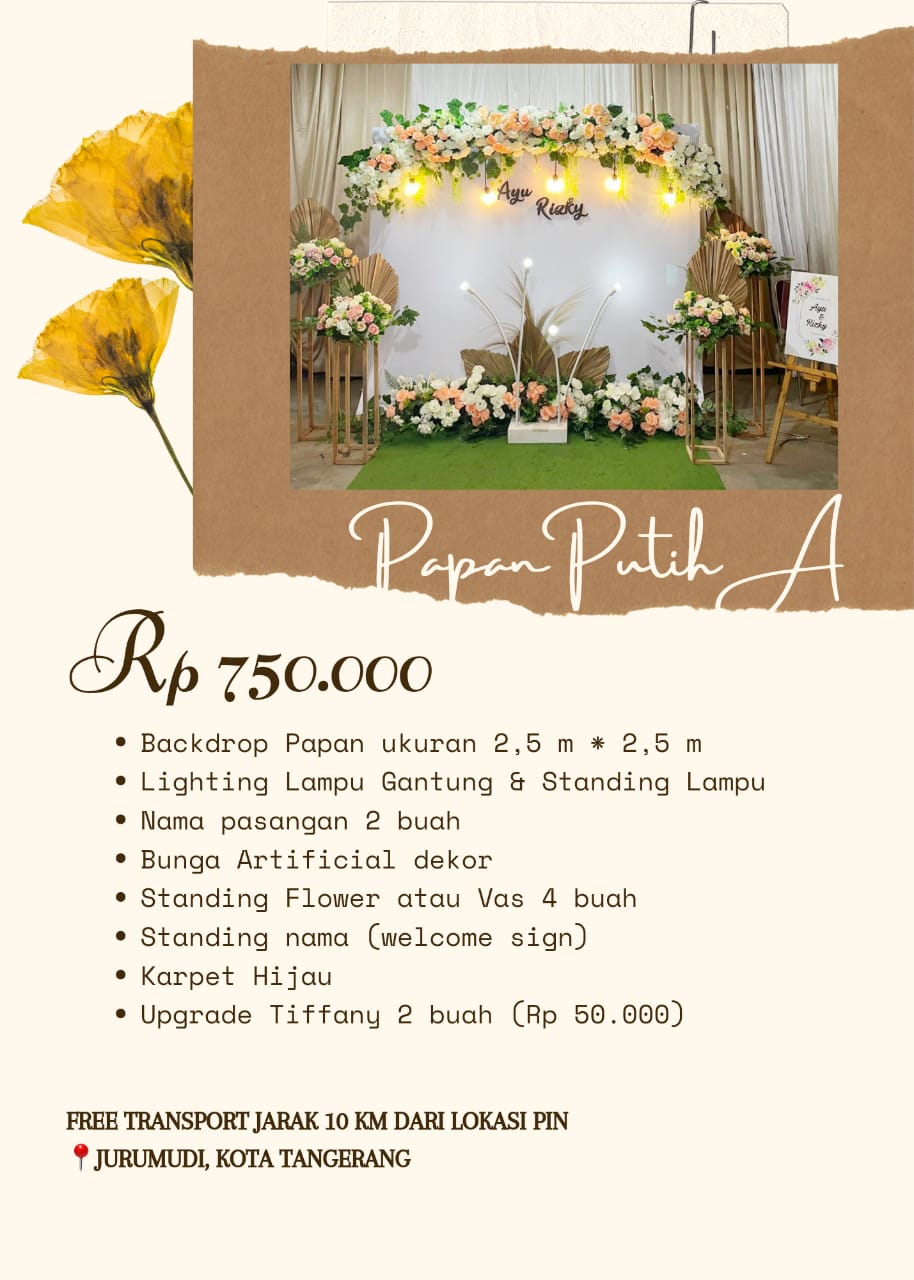 Ayu
Rizky
Ayu
&
Rizky
Papan Putih A
Rp 750.000
• Backdrop Papan ukuran 2,5 m * 2,5 m
• Lighting Lampu Gantung & Standing Lampu
• Nama pasangan 2 buah
• Bunga Artificial dekor
• Standing Flower atau Vas 4 buah
• Standing nama (welcome sign)
• Karpet Hijau
• Upgrade Tiffany 2 buah (Rp 50.000)
FREE TRANSPORT JARAK 10 KM DARI LOKASI PIN
📍JURUMUDI, KOTA TANGERANG